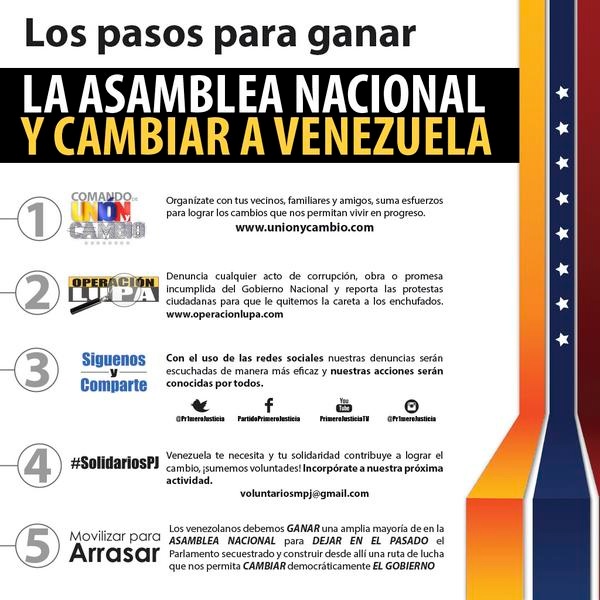 Los pasos para ganar
LA ASAMBLEA NACIONAL
Y CAMBIAR A VENEZUELA
1
COMANDO DE
UNIÓN
CAMBIO
Organízate con tus vecinos, familiares y amigos, suma esfuerzos
para lograr los cambios que nos permitan vivir en progreso.
www.unionycambio.com
2
OPERACIÓN
LUPA
Denuncia cualquier acto de corrupción, obra o promesa
incumplida del Gobierno Nacional y reporta las protestas
ciudadanas para que le quitemos la careta a los enchufados.
www.operacionlupa.com
3
Siguenos
y
Comparte
Con el uso de las redes sociales nuestras denuncias serán
escuchadas de manera más eficaz y nuestras acciones serán
conocidas por todos.
You
Tube
@Pr1meroJusticia PartidoPrimeroJusticia PrimeroJusticiaTV @Pr1meroJusticia
4
#SolidariosPJ
Venezuela te necesita y tu solidaridad contribuye a lograr el
cambio, ¡sumemos voluntades! Incorpórate a nuestra próxima
actividad.
voluntariosmpj@gmail.com
5
Movilizar para
Arrasar
Los venezolanos debemos GANAR una amplia mayoría de en la
ASAMBLEA NACIONAL para DEJAR EN EL PASADO el
Parlamento secuestrado y construir desde allí una ruta de lucha
que nos permita CAMBIAR democráticamente EL GOBIERNO